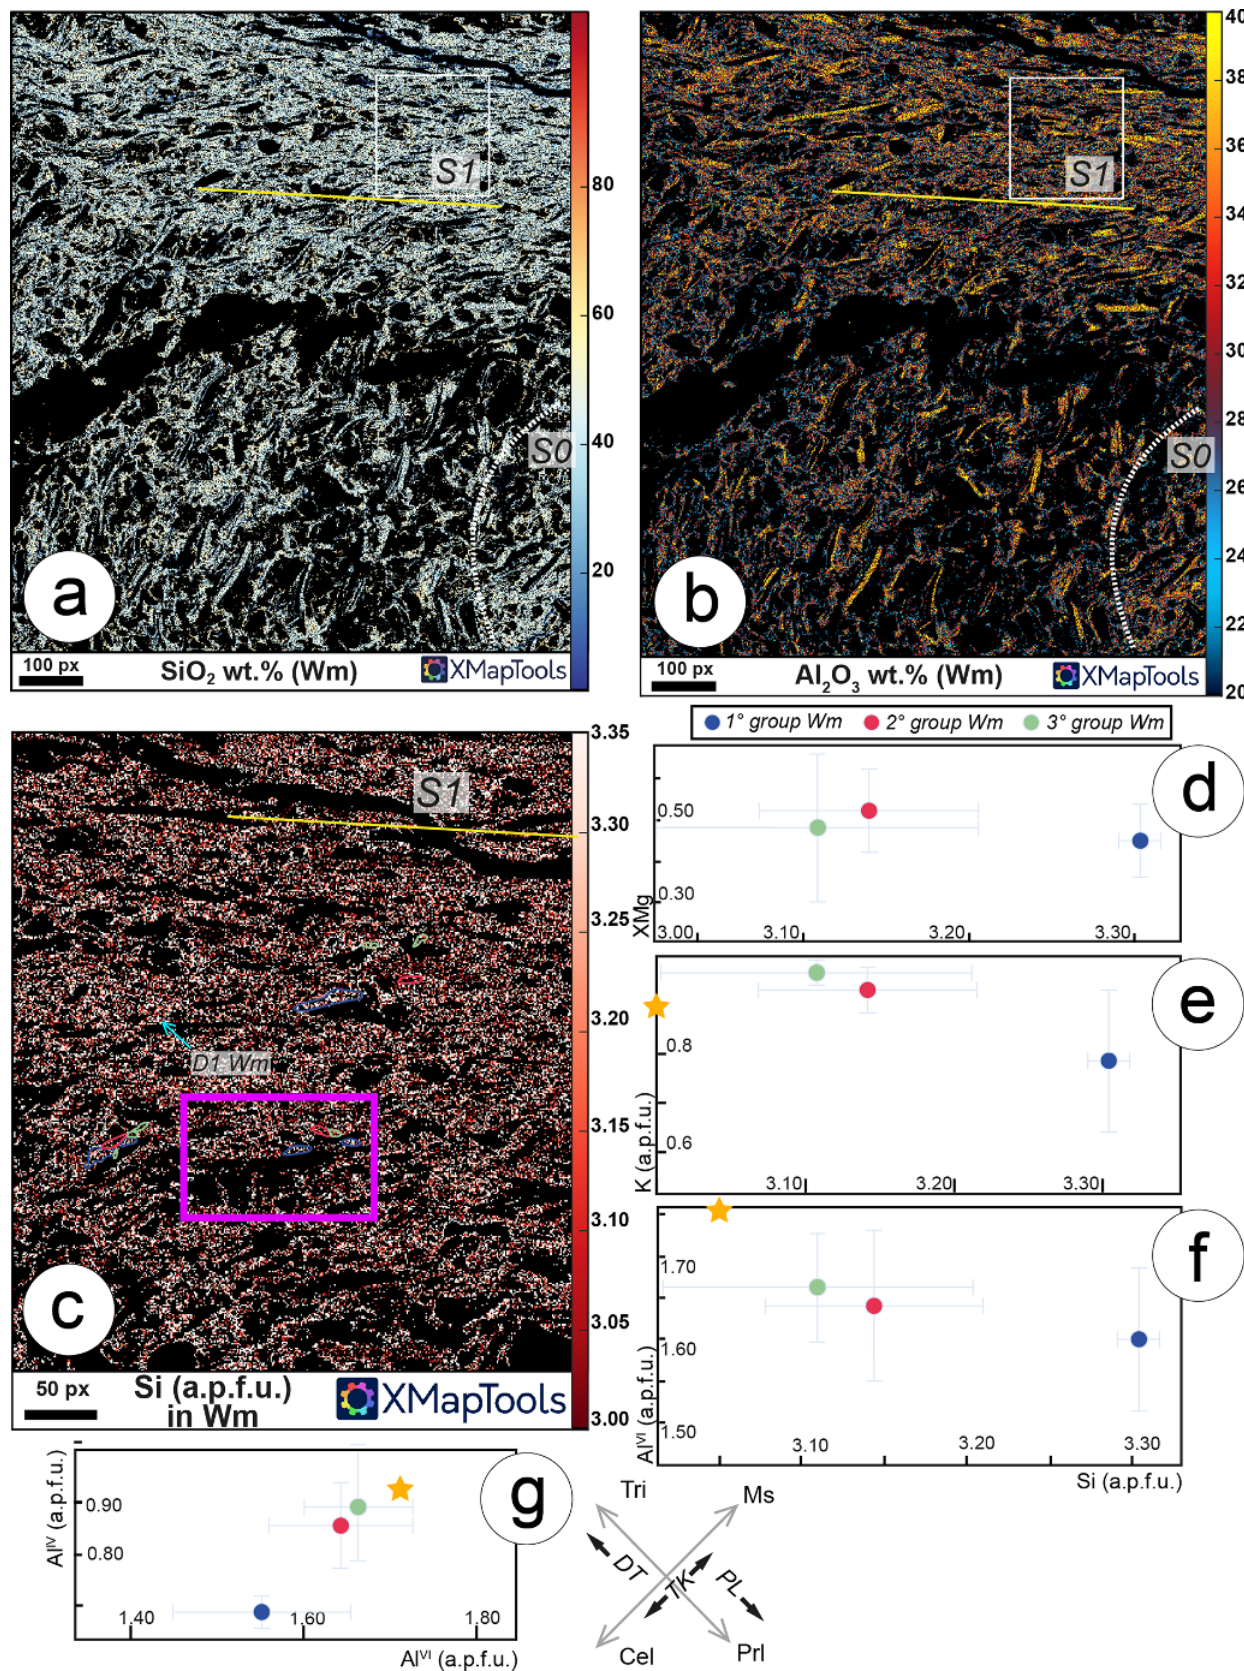 S1
S0
a
80
60
40
20
100 px
SiO₂ wt.% (Wm)
XMapTools
S1
S0
b
40
38
36
34
32
30
28
26
24
22
20
100 px
Al₂O₃ wt.% (Wm)
XMapTools
S1
D1 Wm
c
3.35
3.30
3.25
3.20
3.15
3.10
3.00
50 px
Si (a.p.f.u.)
in Wm
XMapTools
1° group Wm 2° group Wm 3° group Wm
d
0.50
0.30
XMg
3.00 3.10 3.20 3.30
e
0.8
0.6
K (a.p.f.u.)
3.10 3.20 3.30
f
1.70
1.60
1.50
Alⱽᴵ (a.p.f.u.)
3.10 3.20 3.30
Si (a.p.f.u.)
g
0.90
0.80
Alᴵⱽ (a.p.f.u.)
1.40 1.60 1.80
Alⱽᴵ (a.p.f.u.)
Tri Ms
DT TK PL
Cel Prl